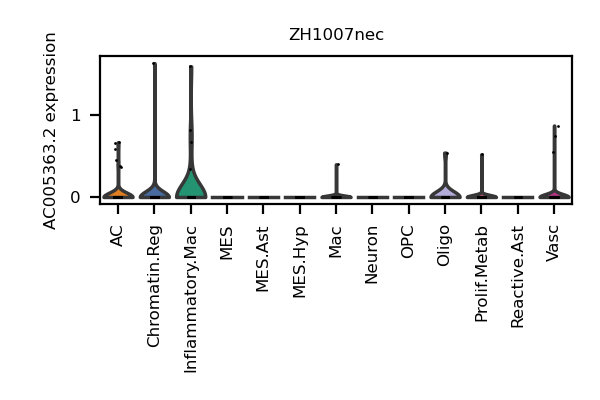 ZH1007nec
AC005363.2 expression
1
0
AC
Chromatin.Reg
Inflammatory.Mac
MES
MES.Ast
MES.Hyp
Mac
Neuron
OPC
Oligo
Prolif.Metab
Reactive.Ast
Vasc